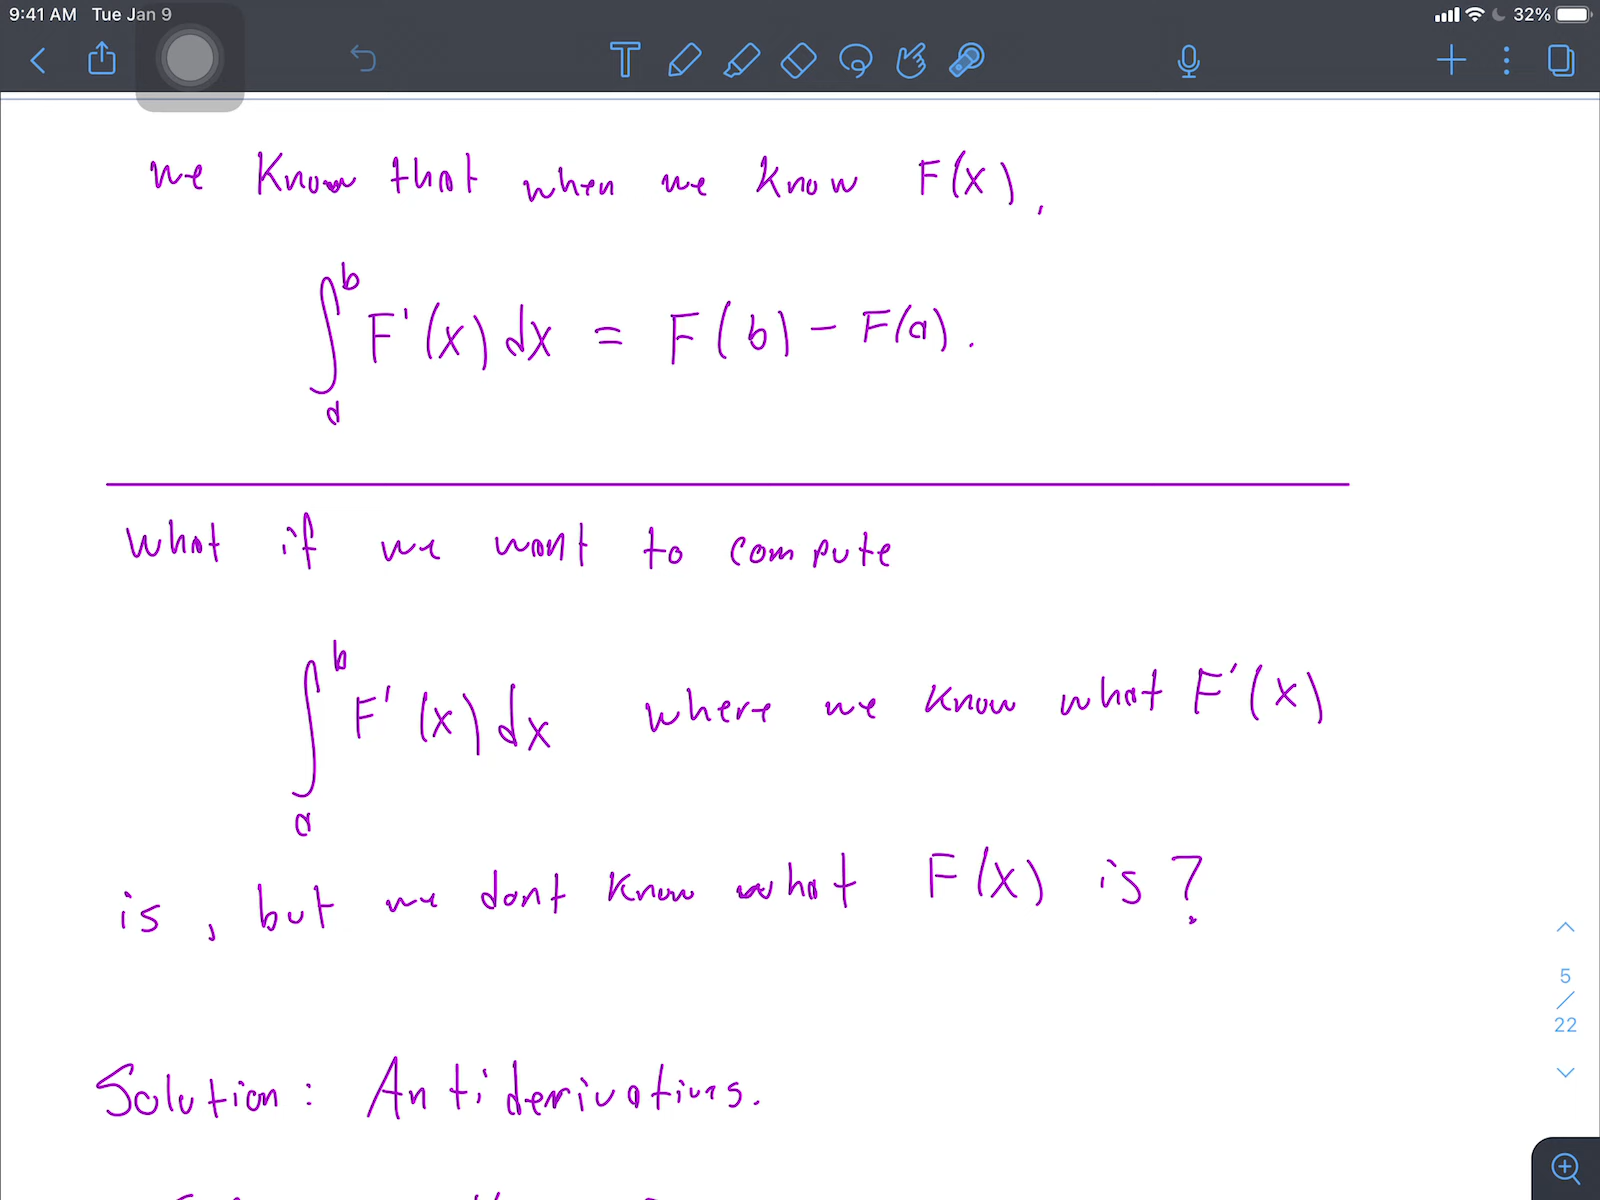 9:41 AM Tue Jan 9 32%
T
we know that when we know F(x),
∫ₐᵇ F'(x) dx = F(b) - F(a).
what if we want to compute
∫ₐᵇ F'(x) dx where we know what F'(x)
is, but we dont know what F(x) is?
5
/
22
Solution: Antiderivatives.